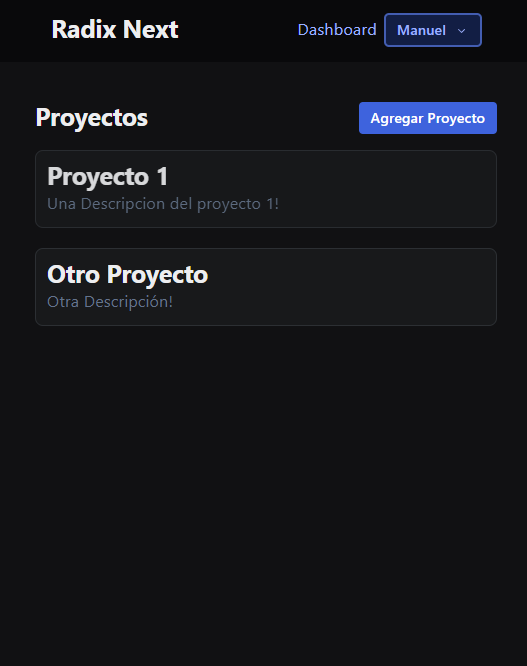 Radix Next
Dashboard
Manuel
Proyectos
Agregar Proyecto
Proyecto 1
Una Descripcion del proyecto 1!
Otro Proyecto
Otra Descripción!